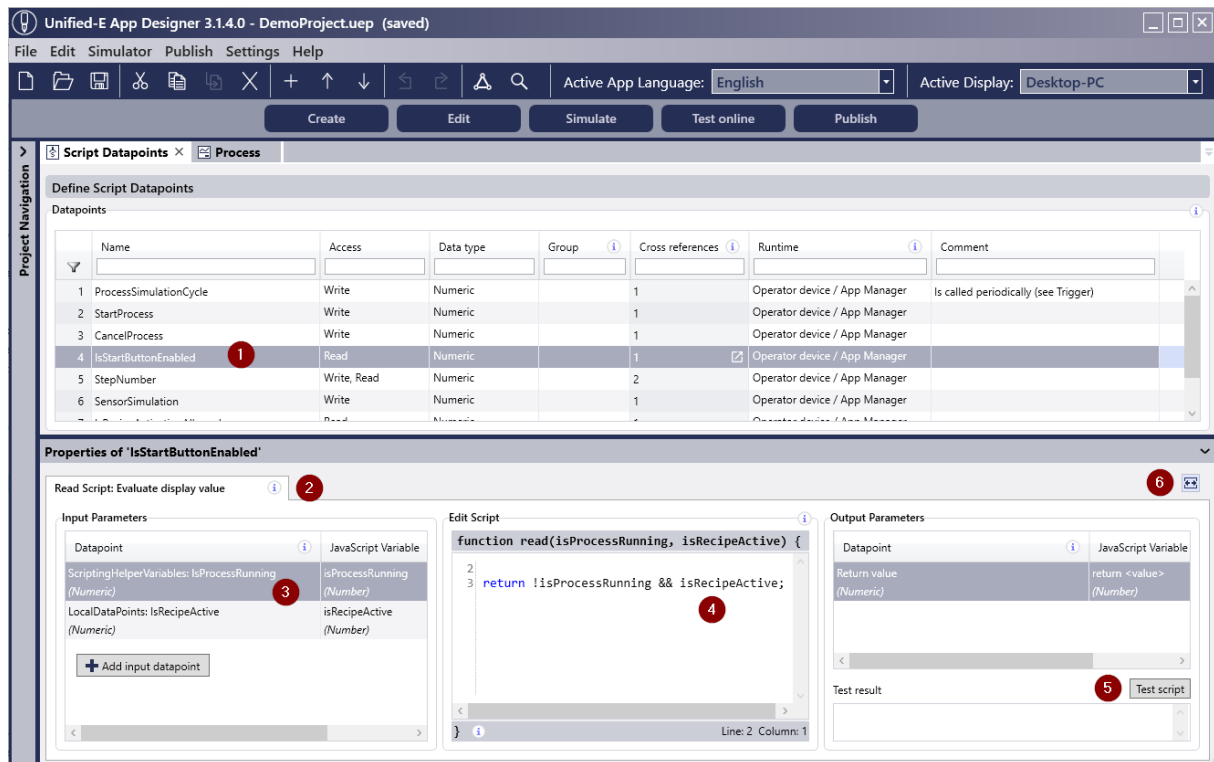 Unified-E App Designer 3.1.4.0 - DemoProject.uep (saved)
File Edit Simulator Publish Settings Help
Active App Language: English Active Display: Desktop-PC
Create Edit Simulate Test online Publish
Project Navigation
Script Datapoints × Process
Define Script Datapoints
Datapoints
Name Access Data type Group Cross references Runtime Comment
1 ProcessSimulationCycle Write Numeric 1 Operator device / App Manager Is called periodically (see Trigger)
2 StartProcess Write Numeric 1 Operator device / App Manager
3 CancelProcess Write Numeric 1 Operator device / App Manager
4 IsStartButtonEnabled 1 Read Numeric 1 Operator device / App Manager
5 StepNumber Write, Read Numeric 2 Operator device / App Manager
6 SensorSimulation Write Numeric 1 Operator device / App Manager
Properties of 'IsStartButtonEnabled'
Read Script: Evaluate display value 2
6
Input Parameters
Datapoint JavaScript Variable
ScriptingHelperVariables: IsProcessRunning isProcessRunning
(Numeric) 3 (Number)
LocalDataPoints: IsRecipeActive isRecipeActive
(Numeric) (Number)
Add input datapoint
Edit Script
function read(isProcessRunning, isRecipeActive) {
2
3 return !isProcessRunning && isRecipeActive;
4
} Line: 2 Column: 1
Output Parameters
Datapoint JavaScript Variable
Return value return <value>
(Numeric) (Number)
Test result 5 Test script